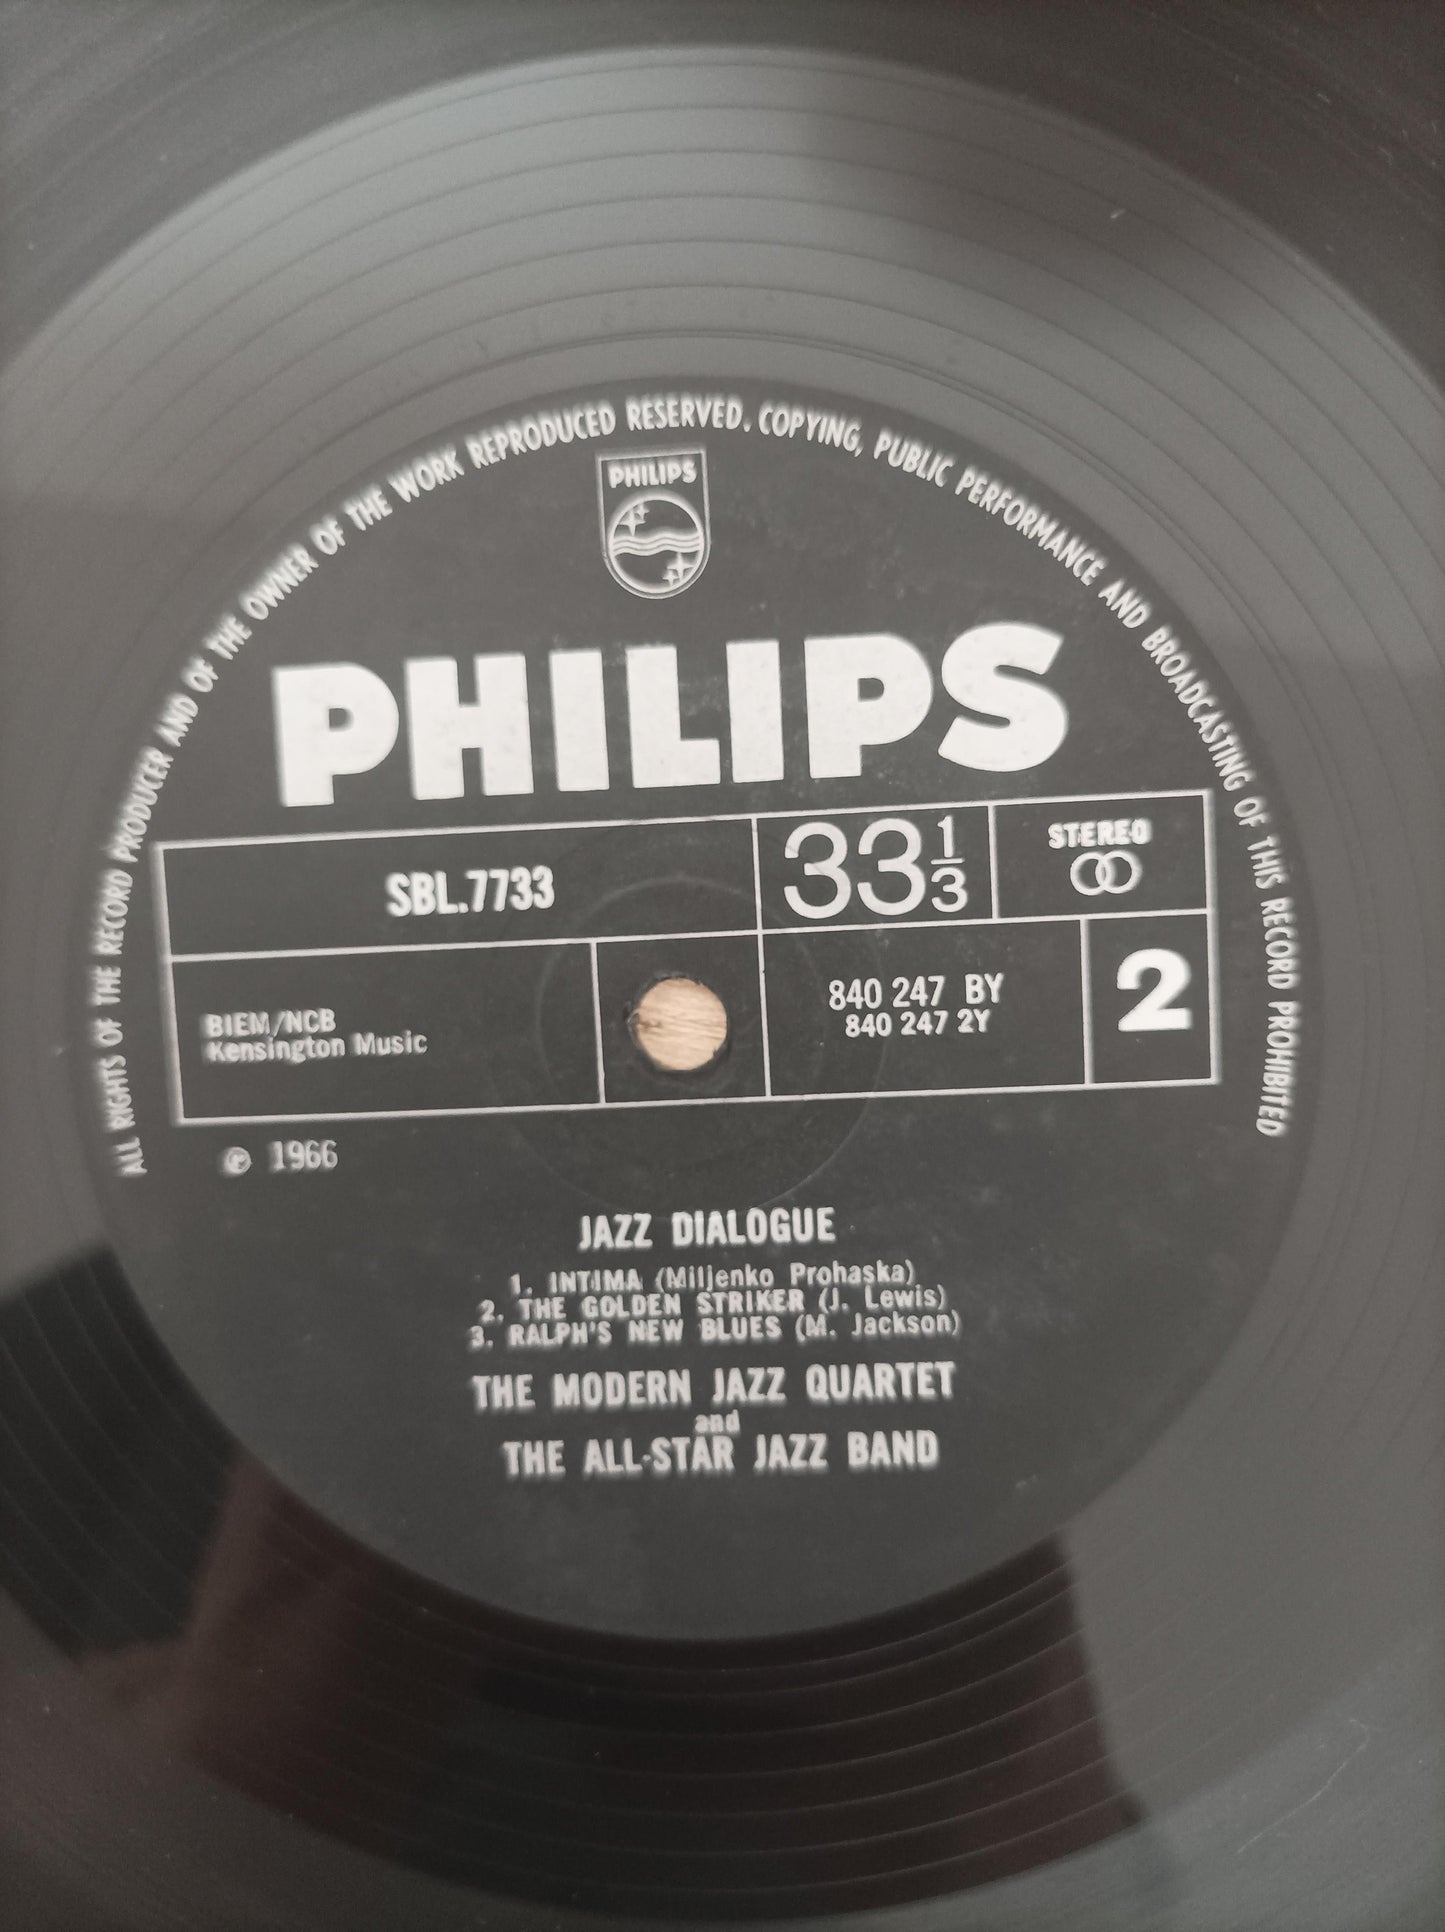 ALL RIGHTS OF THE RECORD PRODUCER AND OF THE OWNER OF THE WORK REPRODUCED RESERVED. COPYING, PUBLIC PERFORMANCE AND BROADCASTING OF THIS RECORD PROHIBITED
PHILIPS
PHILIPS
SBL.7733
33 1/3
STEREO
BIEM/NCB
Kensington Music
840 247 BY
840 247 2Y
2
℗ 1966
JAZZ DIALOGUE
1. INTIMA (Miljenko Prohaska)
2. THE GOLDEN STRIKER (J. Lewis)
3. RALPH'S NEW BLUES (M. Jackson)
THE MODERN JAZZ QUARTET
and
THE ALL-STAR JAZZ BAND